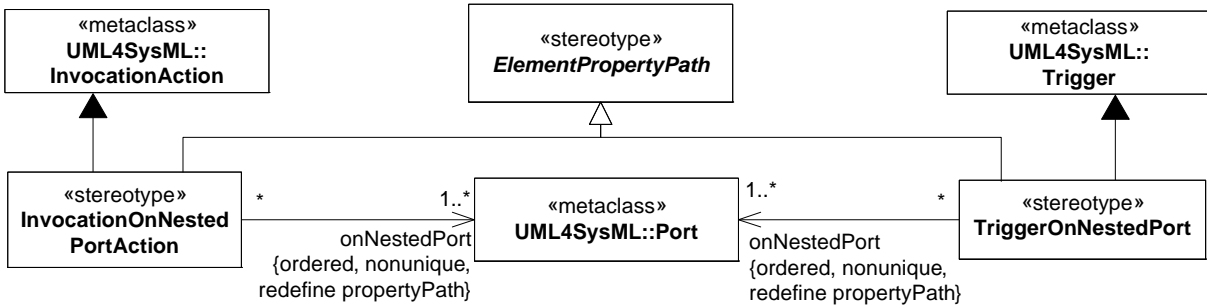 «metaclass»
UML4SysML::
InvocationAction
«stereotype»
ElementPropertyPath
«metaclass»
UML4SysML::
Trigger
«stereotype»
InvocationOnNested
PortAction
*
1..*
«metaclass»
UML4SysML::Port
1..*
*
«stereotype»
TriggerOnNestedPort
onNestedPort
{ordered, nonunique,
redefine propertyPath}
onNestedPort
{ordered, nonunique,
redefine propertyPath}